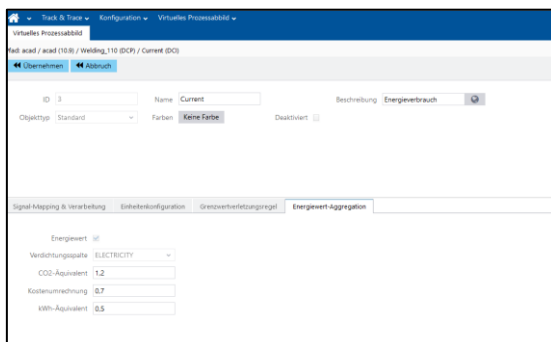 Track & Trace Konfiguration Virtuelles Prozessabbild
Virtuelles Prozessabbild
Pfad: acad / acad (10.9) / Welding_110 (DCP) / Current (DCI)
Übernehmen Abbruch
ID 3 Name Current Beschreibung Energieverbrauch
Objekttyp Standard Farben Keine Farbe Deaktiviert
Signal-Mapping & Verarbeitung Einheitenkonfiguration Grenzwertverletzungsregel Energiewert-Aggregation
Energiewert
Verdichtungsspalte ELECTRICITY
CO2-Äquivalent 1.2
Kostenumrechnung 0.7
kWh-Äquivalent 0.5